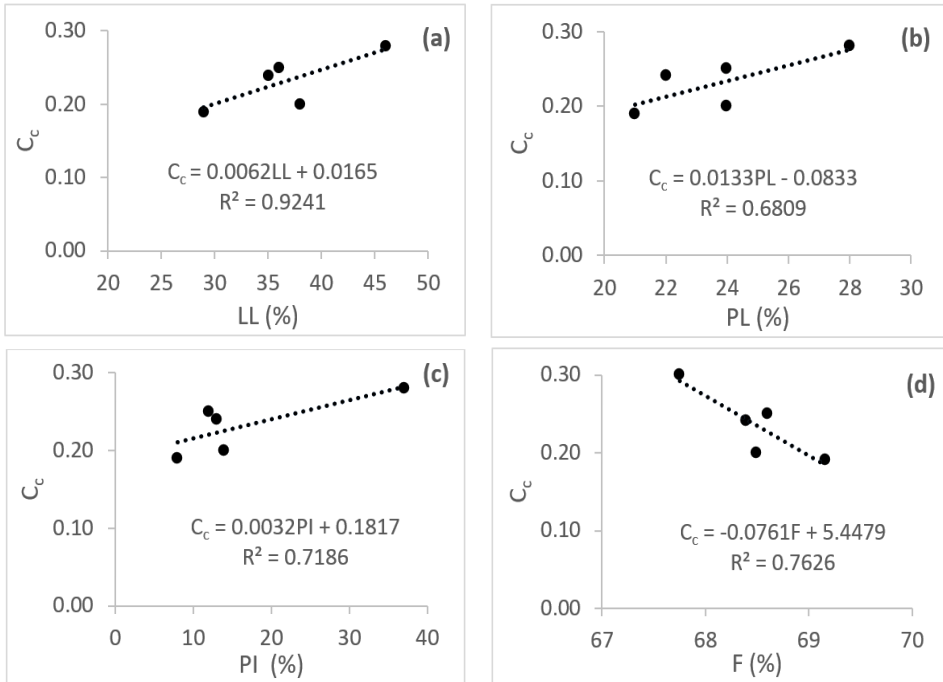 (a)
0.30
0.20
0.10
0.00
C_c
C_c = 0.0062LL + 0.0165
R² = 0.9241
20 25 30 35 40 45 50
LL (%)
(b)
0.30
0.20
0.10
0.00
C_c
C_c = 0.0133PL - 0.0833
R² = 0.6809
20 22 24 26 28 30
PL (%)
(c)
0.30
0.20
0.10
0.00
C_c
C_c = 0.0032PI + 0.1817
R² = 0.7186
0 10 20 30 40
PI (%)
(d)
0.30
0.20
0.10
0.00
C_c
C_c = -0.0761F + 5.4479
R² = 0.7626
67 68 69 70
F (%)